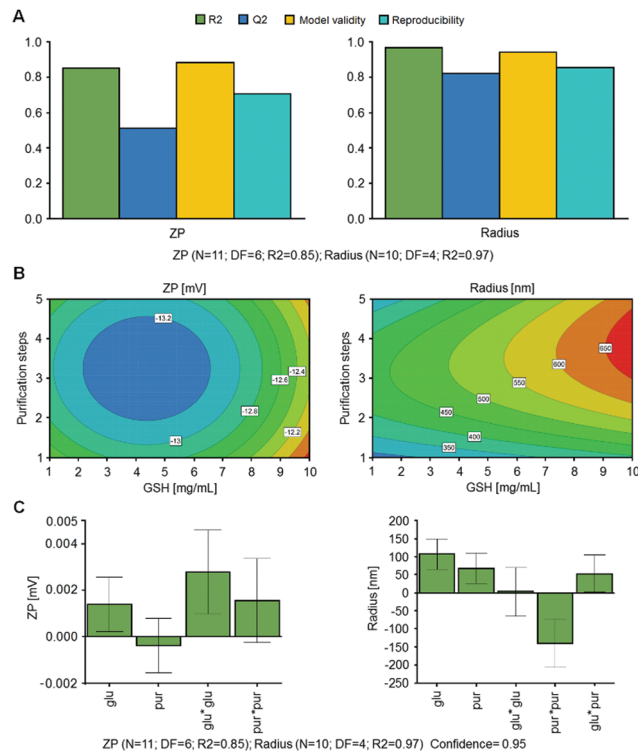 A
R2 Q2 Model validity Reproducibility
1.0 1.0
0.8 0.8
0.6 0.6
0.4 0.4
0.2 0.2
0.0 0.0
ZP Radius
ZP (N=11; DF=6; R2=0.85); Radius (N=10; DF=4; R2=0.97)
B
ZP [mV] Radius [nm]
Purification steps
5
4
3
2
1
-13.2
-12.4
-12.6
-12.8
-12.2
-13
1 2 3 4 5 6 7 8 9 10
GSH [mg/mL]
Purification steps
5
4
3
2
1
650
600
550
500
450
400
350
1 2 3 4 5 6 7 8 9 10
GSH [mg/mL]
C
ZP [mV]
0.005
0.004
0.002
0.000
-0.002
glu pur glu* glu pur*pur
Radius [nm]
200
150
100
50
0
-50
-100
-150
-200
-250
glu pur glu* glu pur*pur glu*pur
ZP (N=11; DF=6; R2=0.85); Radius (N=10; DF=4; R2=0.97) Confidence=0.95